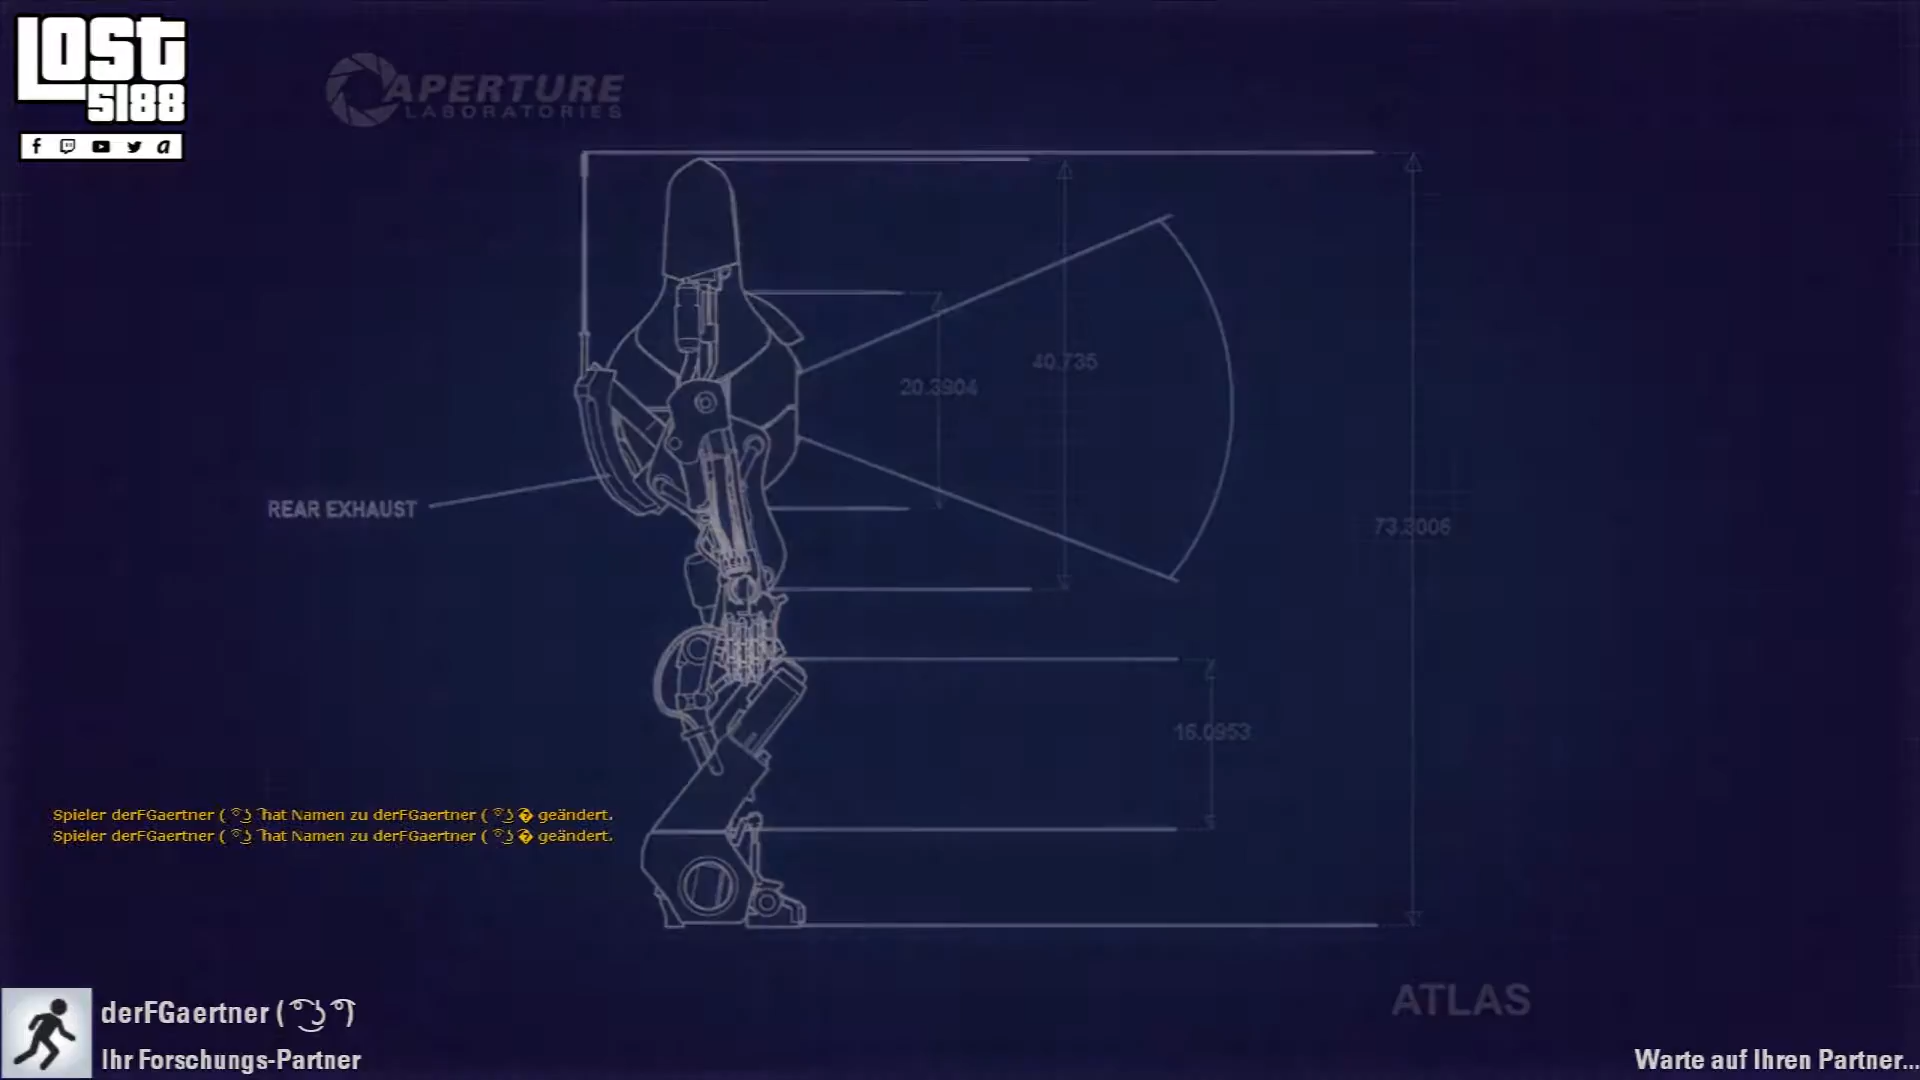 LOST
5188
APERTURE
LABORATORIES
40.735
20.3904
REAR EXHAUST
73.3006
16.0953
Spieler derFGaertner ( ͡° ͜ʖ ͡ hat Namen zu derFGaertner ( ͡° ͜ʖ � geändert.
Spieler derFGaertner ( ͡° ͜ʖ ͡ hat Namen zu derFGaertner ( ͡° ͜ʖ � geändert.
ATLAS
derFGaertner ( ͡° ͜ʖ ͡°)
Ihr Forschungs-Partner
Warte auf Ihren Partner...